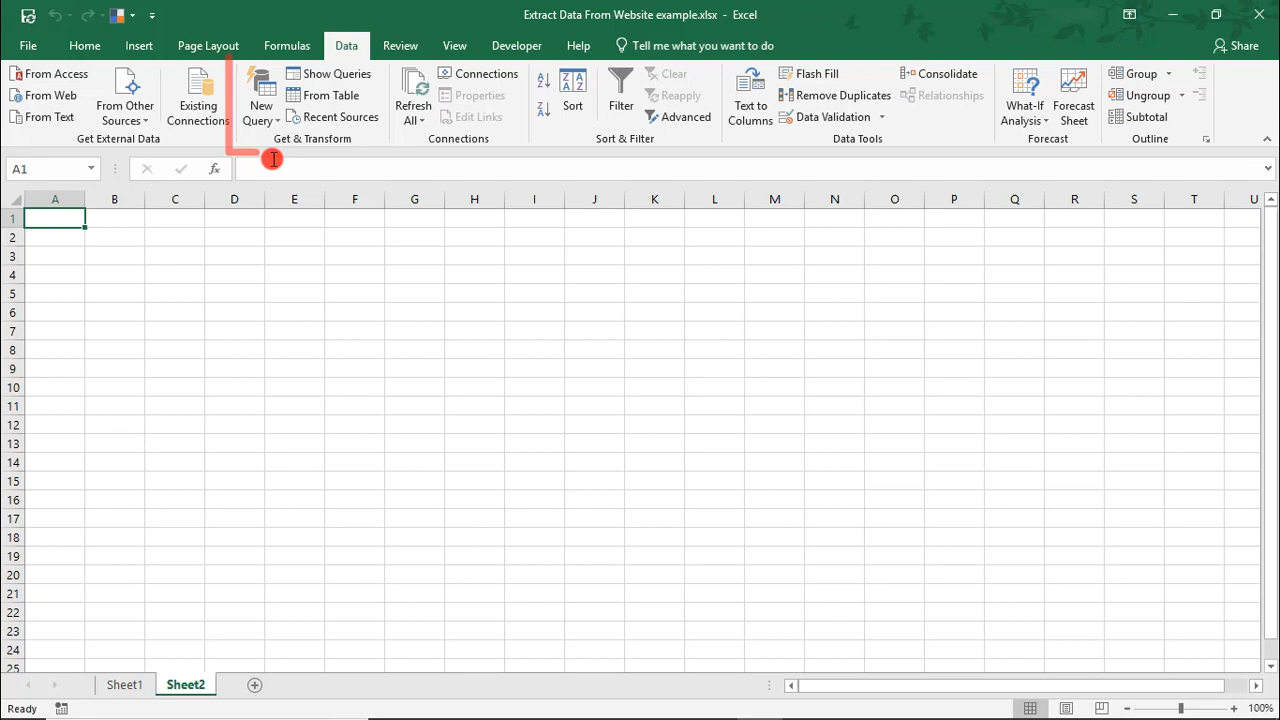 Extract Data From Website example.xlsx - Excel
File Home Insert Page Layout Formulas Data Review View Developer Help Tell me what you want to do Share
From Access
From Web
From Text
From Other Sources
Existing Connections
Get External Data
New Query
Show Queries
From Table
Recent Sources
Get & Transform
Refresh All
Connections
Properties
Edit Links
Connections
A Z
Z A
Z A A Z
Sort
Filter
Clear
Reapply
Advanced
Sort & Filter
Text to Columns
Flash Fill
Remove Duplicates
Data Validation
Consolidate
Relationships
Data Tools
What-If Analysis
Forecast Sheet
Forecast
Group
Ungroup
Subtotal
Outline
A1 fx
A B C D E F G H I J K L M N O P Q R S T U
1
2
3
4
5
6
7
8
9
10
11
12
13
14
15
16
17
18
19
20
21
22
23
24
25
Sheet1 Sheet2
Ready 100%